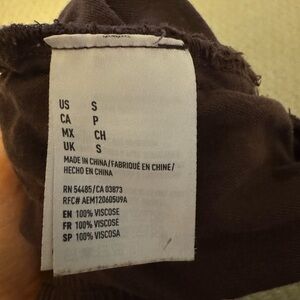 US S
CA P
MX CH
UK S
MADE IN CHINA/FABRIQUÉ EN CHINE/
HECHO EN CHINA
RN 54485/CA 03873
RFC# AEM120605U9A
EN 100% VISCOSE
FR 100% VISCOSE
SP 100% VISCOSA